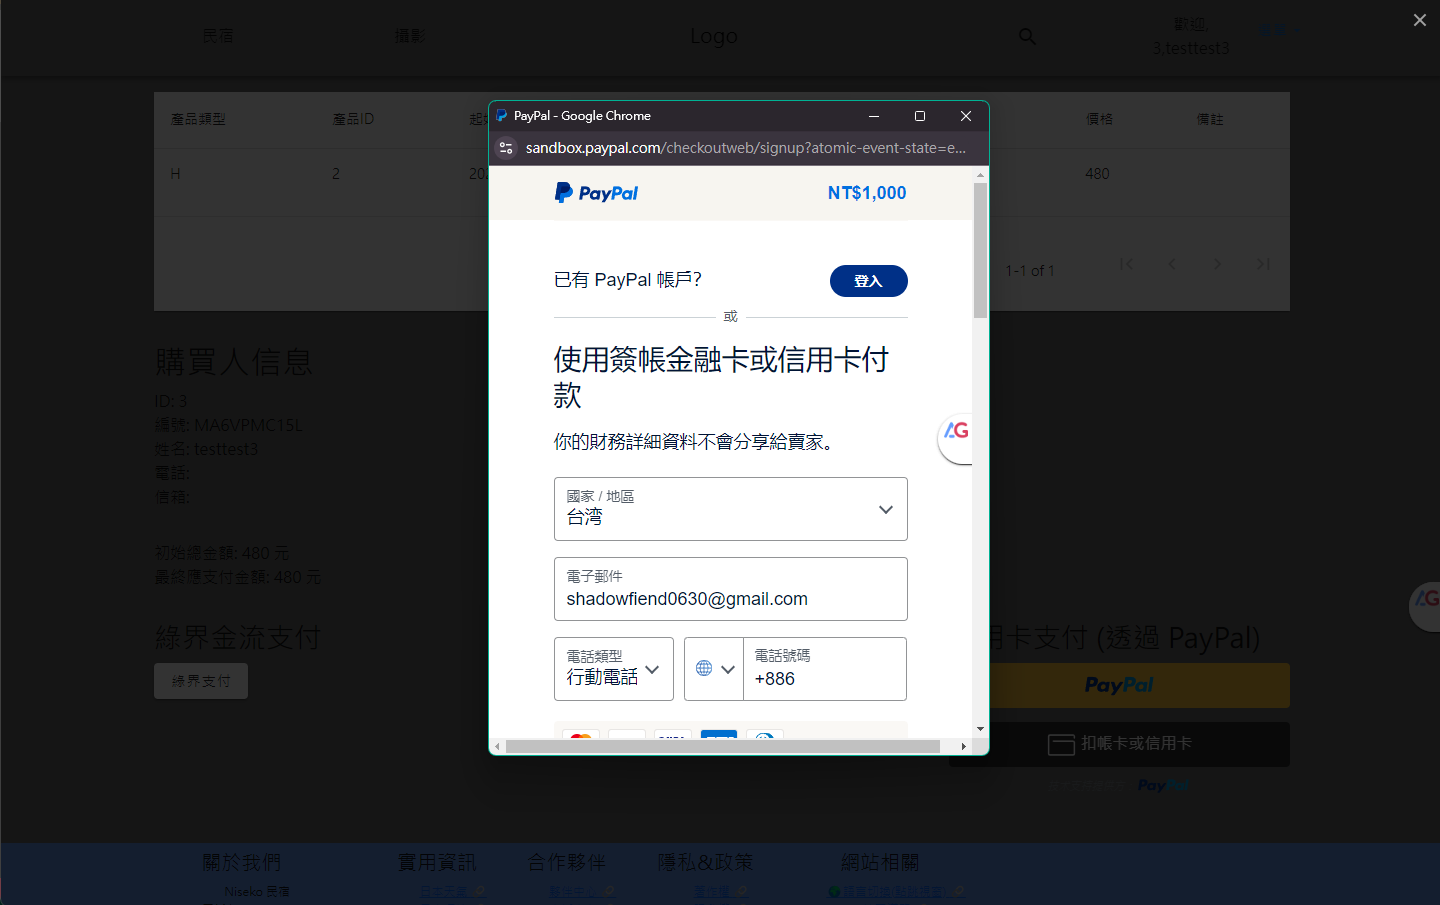 民宿
攝影
Logo
歡迎,
3,testtest3
產品類型
產品ID
價格
備註
H
2
480
1-1 of 1
PayPal - Google Chrome
sandbox.paypal.com/checkoutweb/signup?atomic-event-state=e...
PayPal
NT$1,000
已有 PayPal 帳戶?
登入
或
使用簽帳金融卡或信用卡付
款
你的財務詳細資料不會分享給賣家。
國家 / 地區
台湾
電子郵件
shadowfiend0630@gmail.com
電話類型
行動電話
電話號碼
+886
AG
購買人信息
ID: 3
編號: MA6VPMC15L
姓名: testtest3
電話:
信箱:
初始總金額: 480 元
最終應支付金額: 480 元
綠界金流支付
綠界支付
AG
用卡支付 (透過 PayPal)
PayPal
扣帳卡或信用卡
PayPal
關於我們
實用資訊
合作夥伴
隱私&政策
網站相關
Niseko 民宿